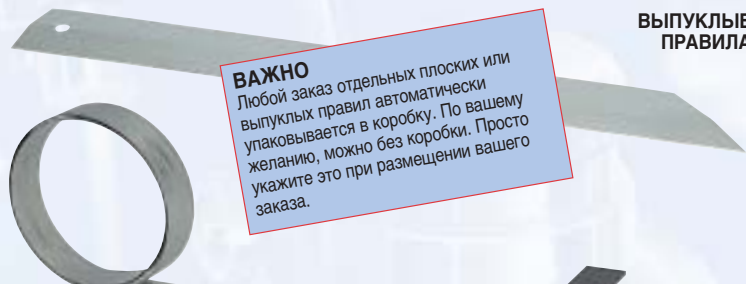 ВЫПУКЛЫЕ
ПРАВИЛА
ВАЖНО
Любой заказ отдельных плоских или
выпуклых правил автоматически
упаковывается в коробку. По вашему
желанию, можно без коробки. Просто
укажите это при размещении вашего
заказа.